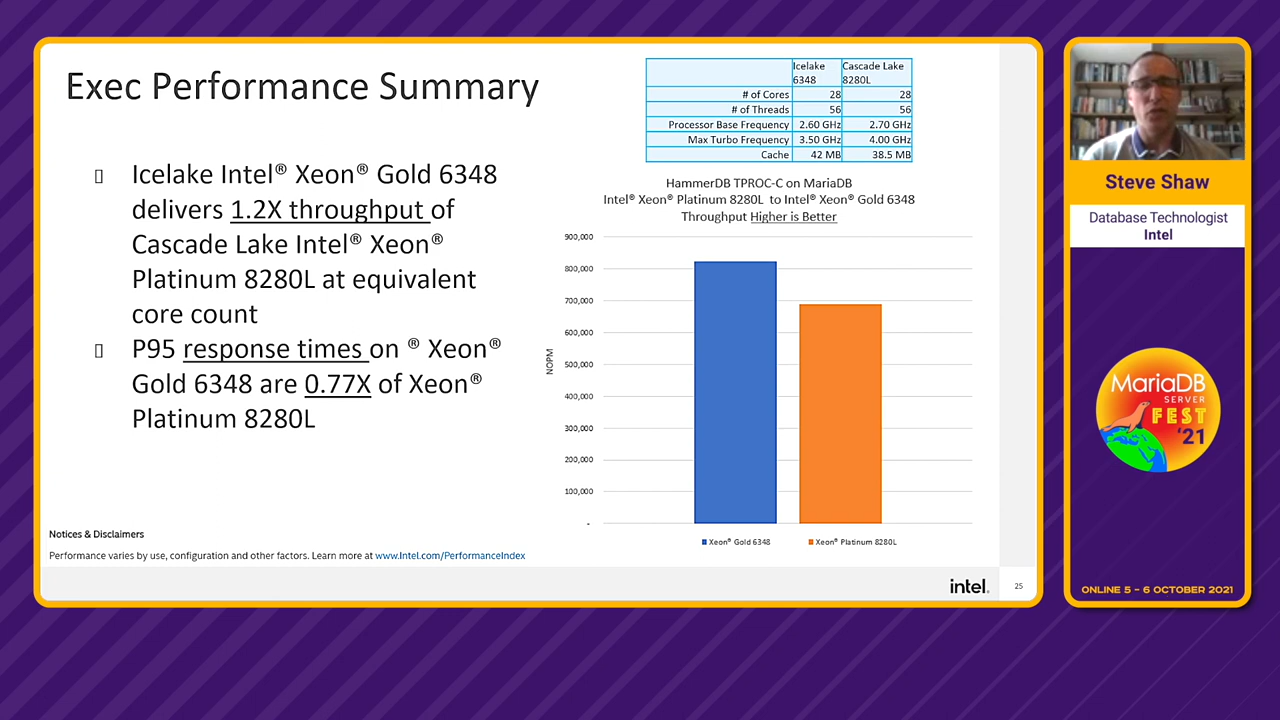 Exec Performance Summary
Icelake Intel® Xeon® Gold 6348
delivers 1.2X throughput of
Cascade Lake Intel® Xeon®
Platinum 8280L at equivalent
core count
P95 response times on ® Xeon®
Gold 6348 are 0.77X of Xeon®
Platinum 8280L
Icelake Cascade Lake
6348 8280L
# of Cores 28 28
# of Threads 56 56
Processor Base Frequency 2.60 GHz 2.70 GHz
Max Turbo Frequency 3.50 GHz 4.00 GHz
Cache 42 MB 38.5 MB
HammerDB TPROC-C on MariaDB
Intel® Xeon® Platinum 8280L to Intel® Xeon® Gold 6348
Throughput Higher is Better
900,000
800,000
700,000
600,000
500,000
400,000
300,000
200,000
100,000
-
NOPM
Xeon® Gold 6348 Xeon® Platinum 8280L
Notices & Disclaimers
Performance varies by use, configuration and other factors. Learn more at www.Intel.com/PerformanceIndex
intel.
25
Steve Shaw
Database Technologist
Intel
MariaDB
SERVER
FEST
'21
ONLINE 5 – 6 OCTOBER 2021